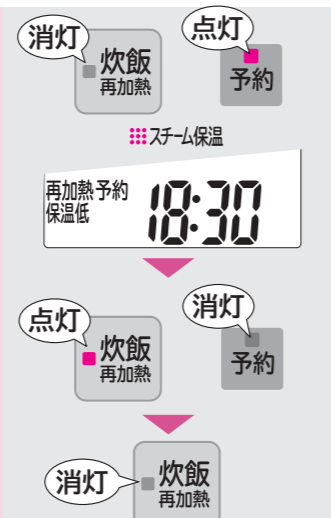 消灯
点灯
炊飯
再加熱
予約
スチーム保温
再加熱 予約
保温低
18:30
点灯
消灯
炊飯
再加熱
予約
消灯
炊飯
再加熱